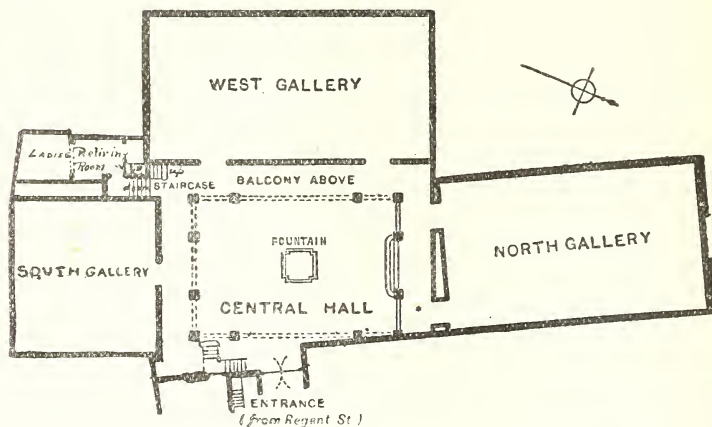 WEST GALLERY
LADIES Retiring
Room
up
STAIRCASE
BALCONY ABOVE
FOUNTAIN
SOUTH GALLERY
NORTH GALLERY
CENTRAL HALL
ENTRANCE
(from Regent St)